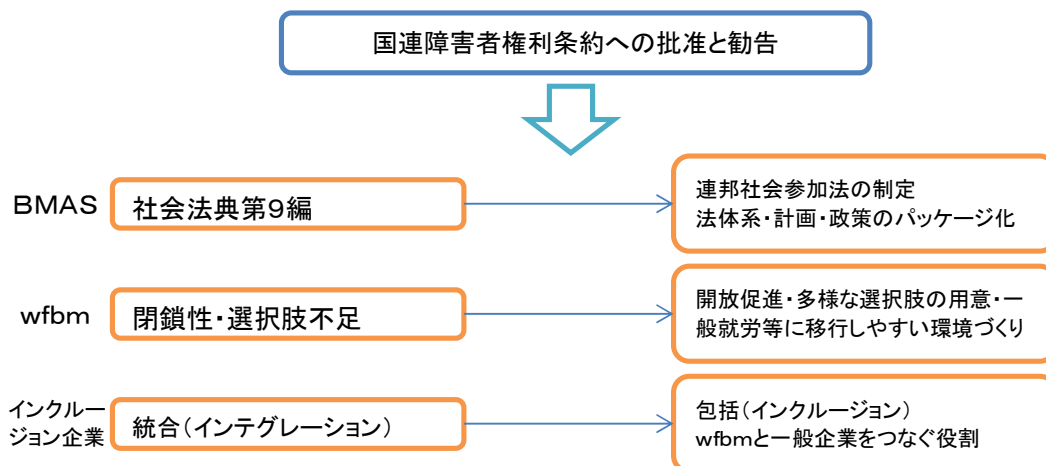 国連障害者権利条約への批准と勧告
BMAS
社会法典第9編
連邦社会参加法の制定
法体系・計画・政策のパッケージ化
wfbm
閉鎖性・選択肢不足
開放促進・多様な選択肢の用意・一
般就労等に移行しやすい環境づくり
インクルー
ジョン企業
統合(インテグレーション)
包括(インクルージョン)
wfbmと一般企業をつなぐ役割